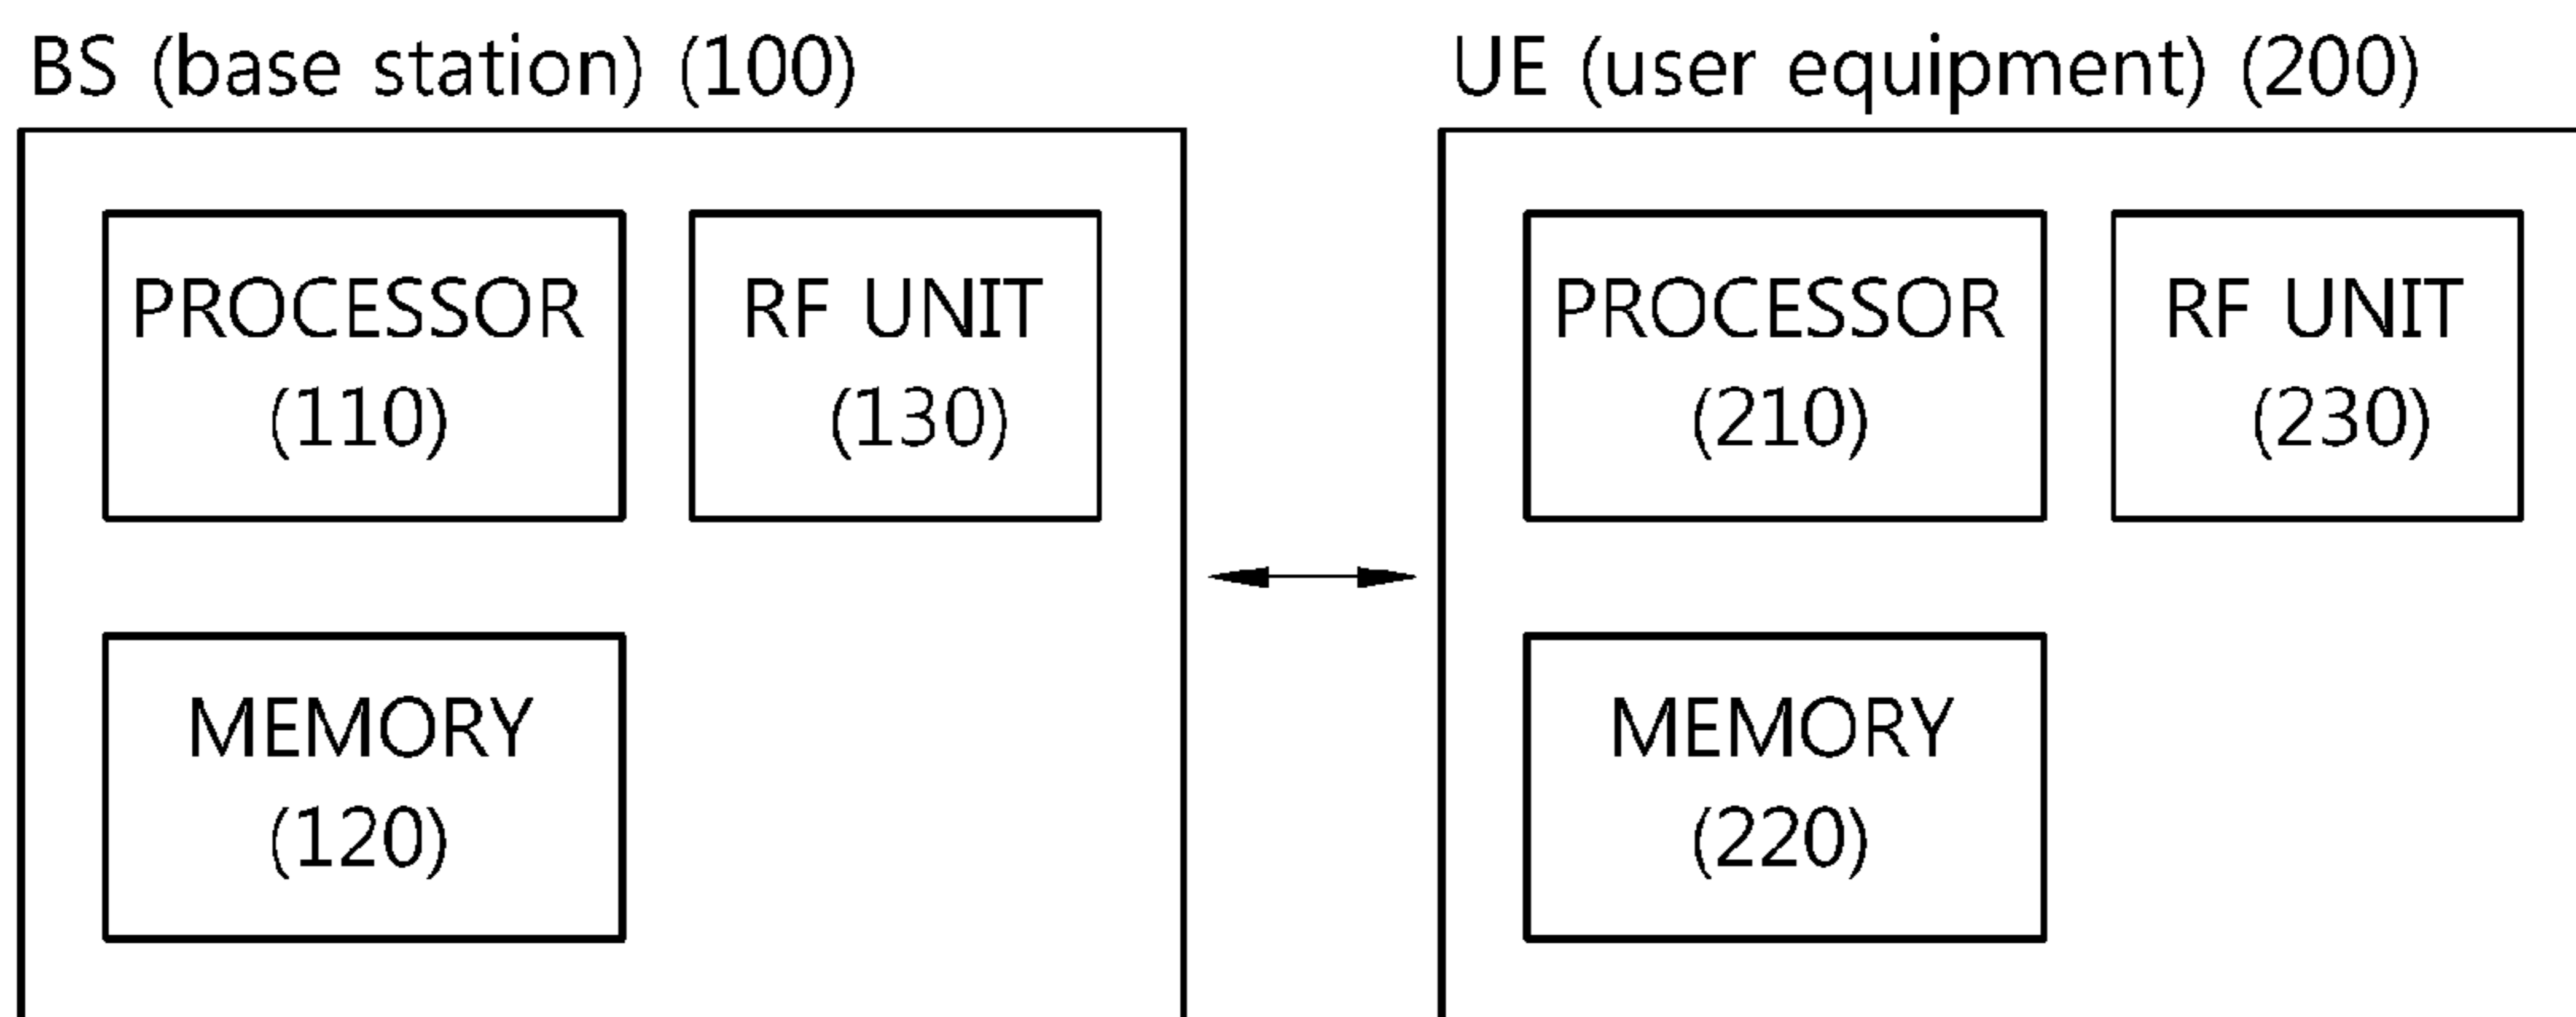 BS (base station) (100)
PROCESSOR
(110)
RF UNIT
(130)
MEMORY
(120)
UE (user equipment) (200)
PROCESSOR
(210)
RF UNIT
(230)
MEMORY
(220)